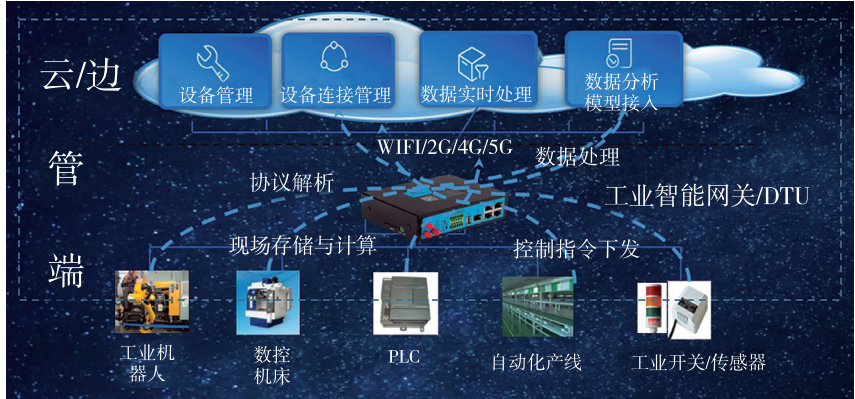 云/边
设备管理
设备连接管理
数据实时处理
数据分析
模型接入
WIFI/2G/4G/5G
管
数据处理
协议解析
工业智能网关/DTU
现场存储与计算
控制指令下发
端
工业机
器人
数控
机床
PLC
自动化产线
工业开关/传感器